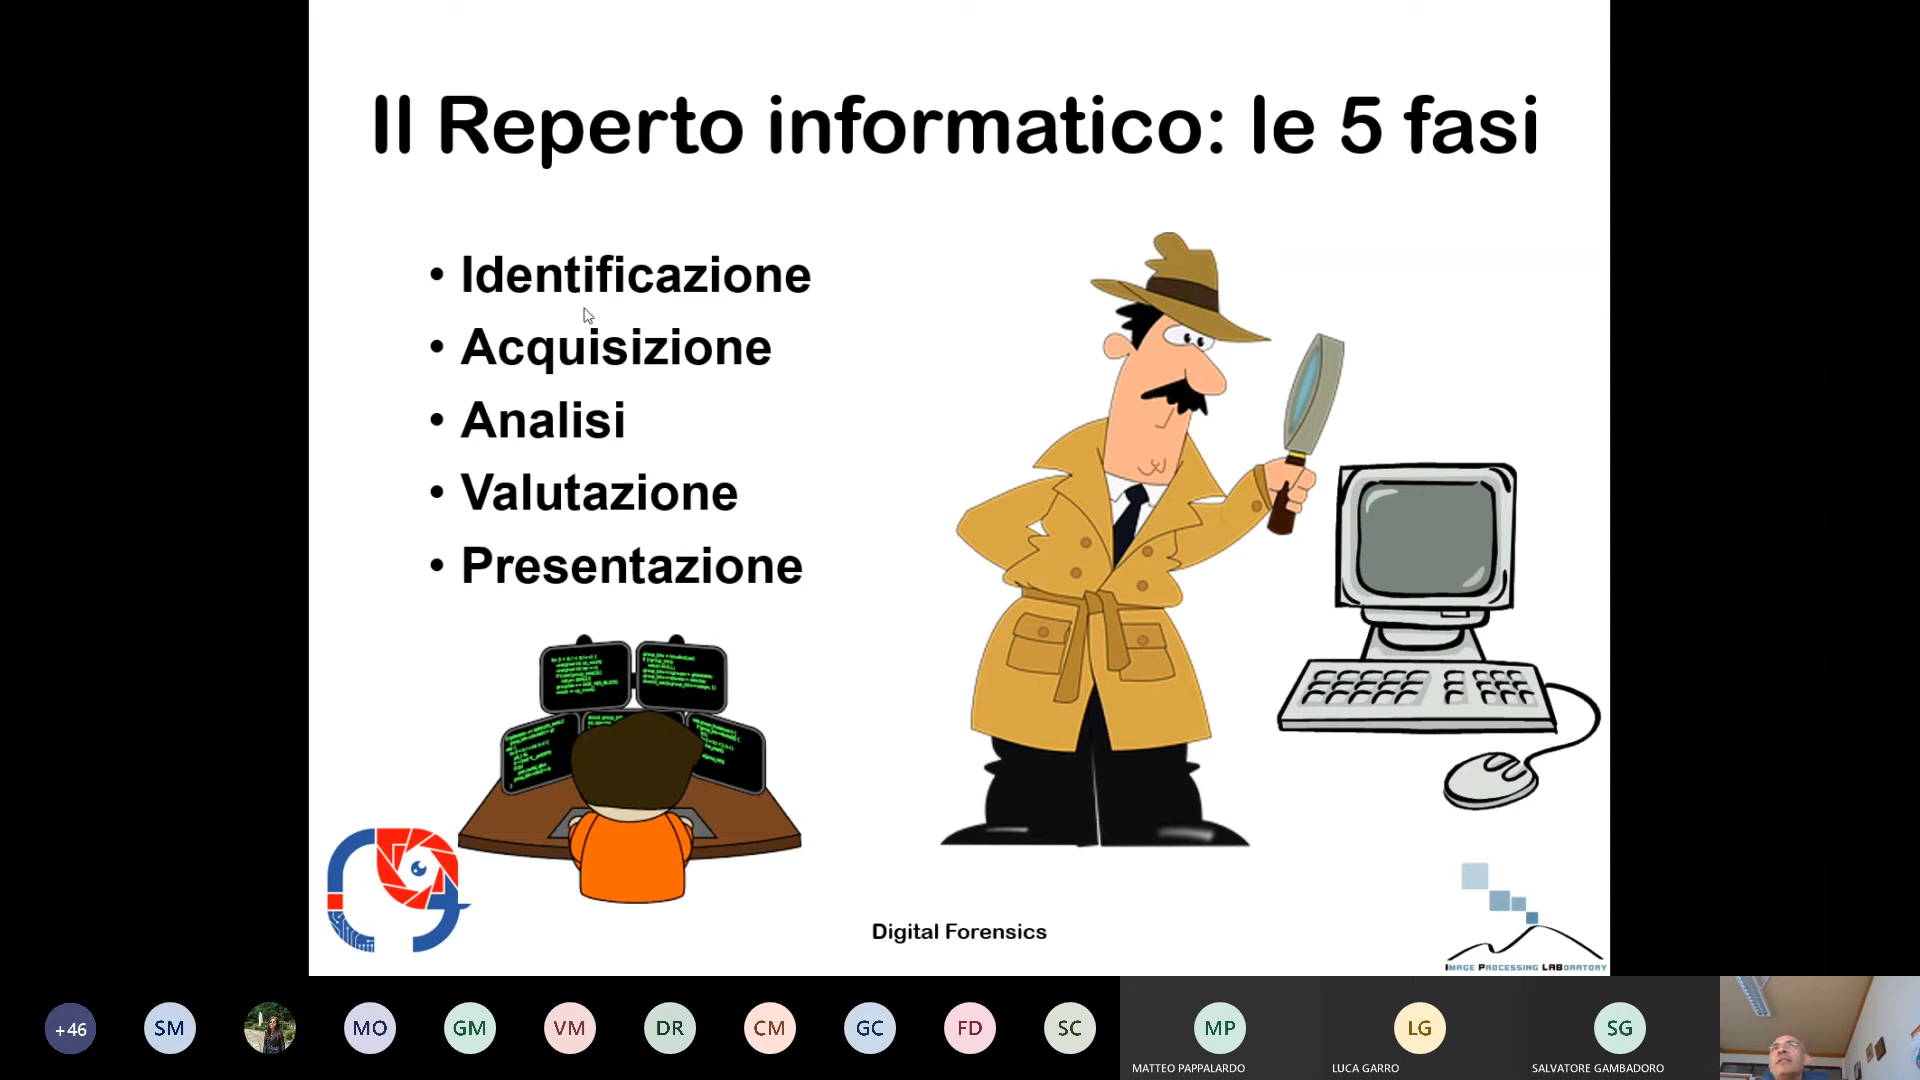 Il Reperto informatico: le 5 fasi
• Identificazione
• Acquisizione
• Analisi
• Valutazione
• Presentazione
Digital Forensics
IMAGE PROCESSING LABORATORY
+46
SM
MO
GM
VM
DR
CM
GC
FD
SC
MP
LG
SG
MATTEO PAPPALARDO
LUCA GARRO
SALVATORE GAMBADORO